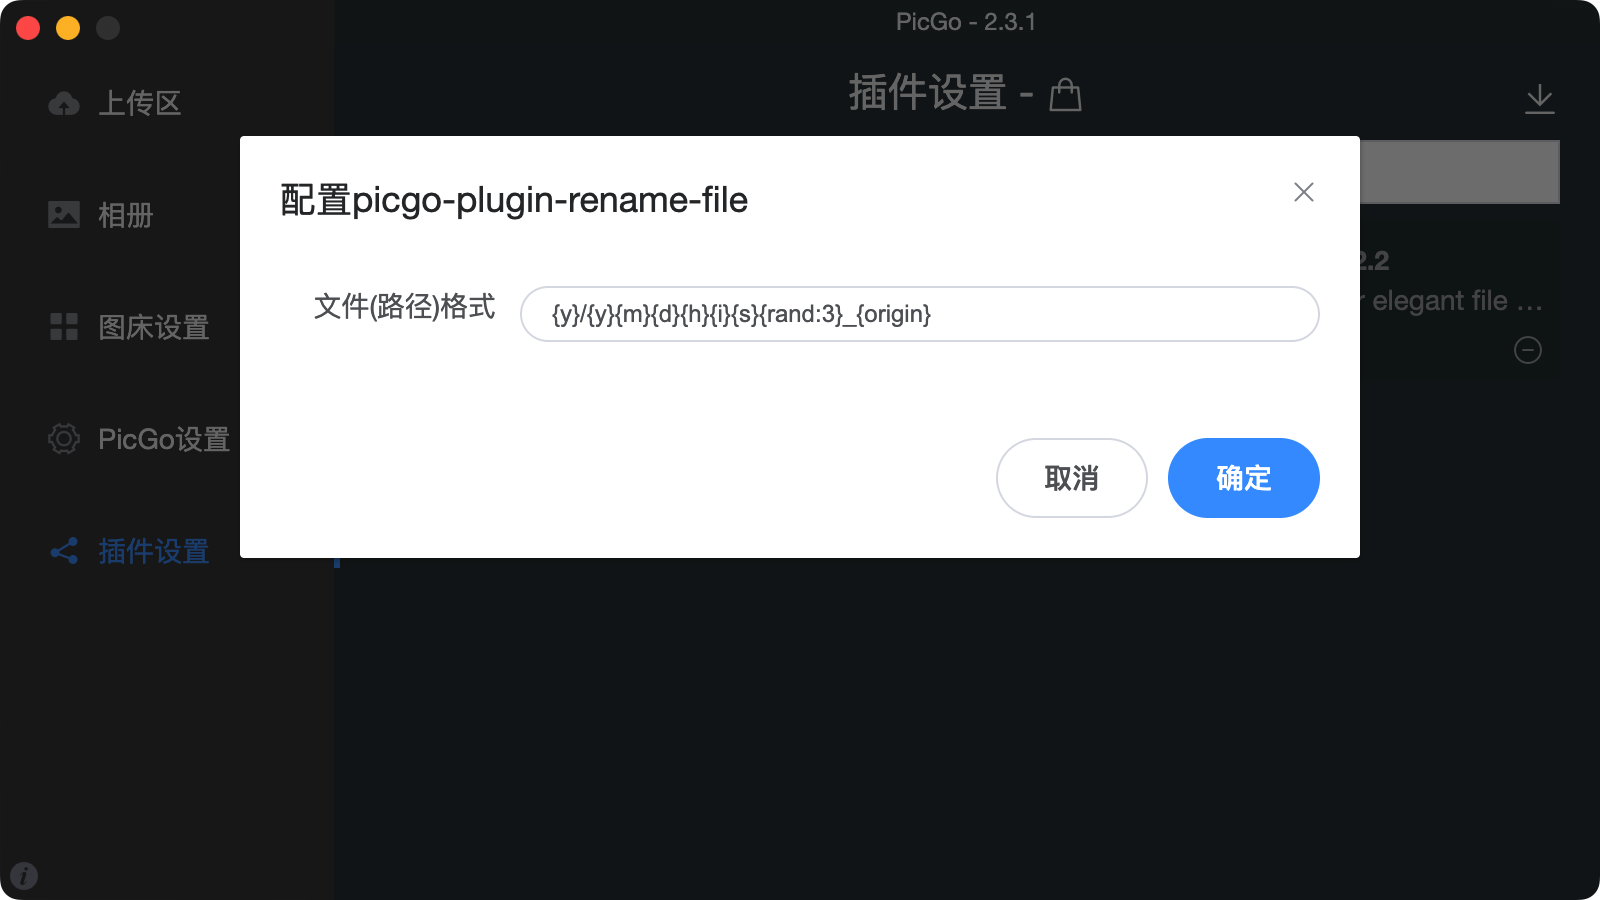 PicGo - 2.3.1
上传区
相册
图床设置
PicGo设置
插件设置
插件设置 -
配置picgo-plugin-rename-file
文件(路径)格式
{y}/{y}{m}{d}{h}{i}{s}{rand:3}_{origin}
取消
确定
2.2
elegant file ...